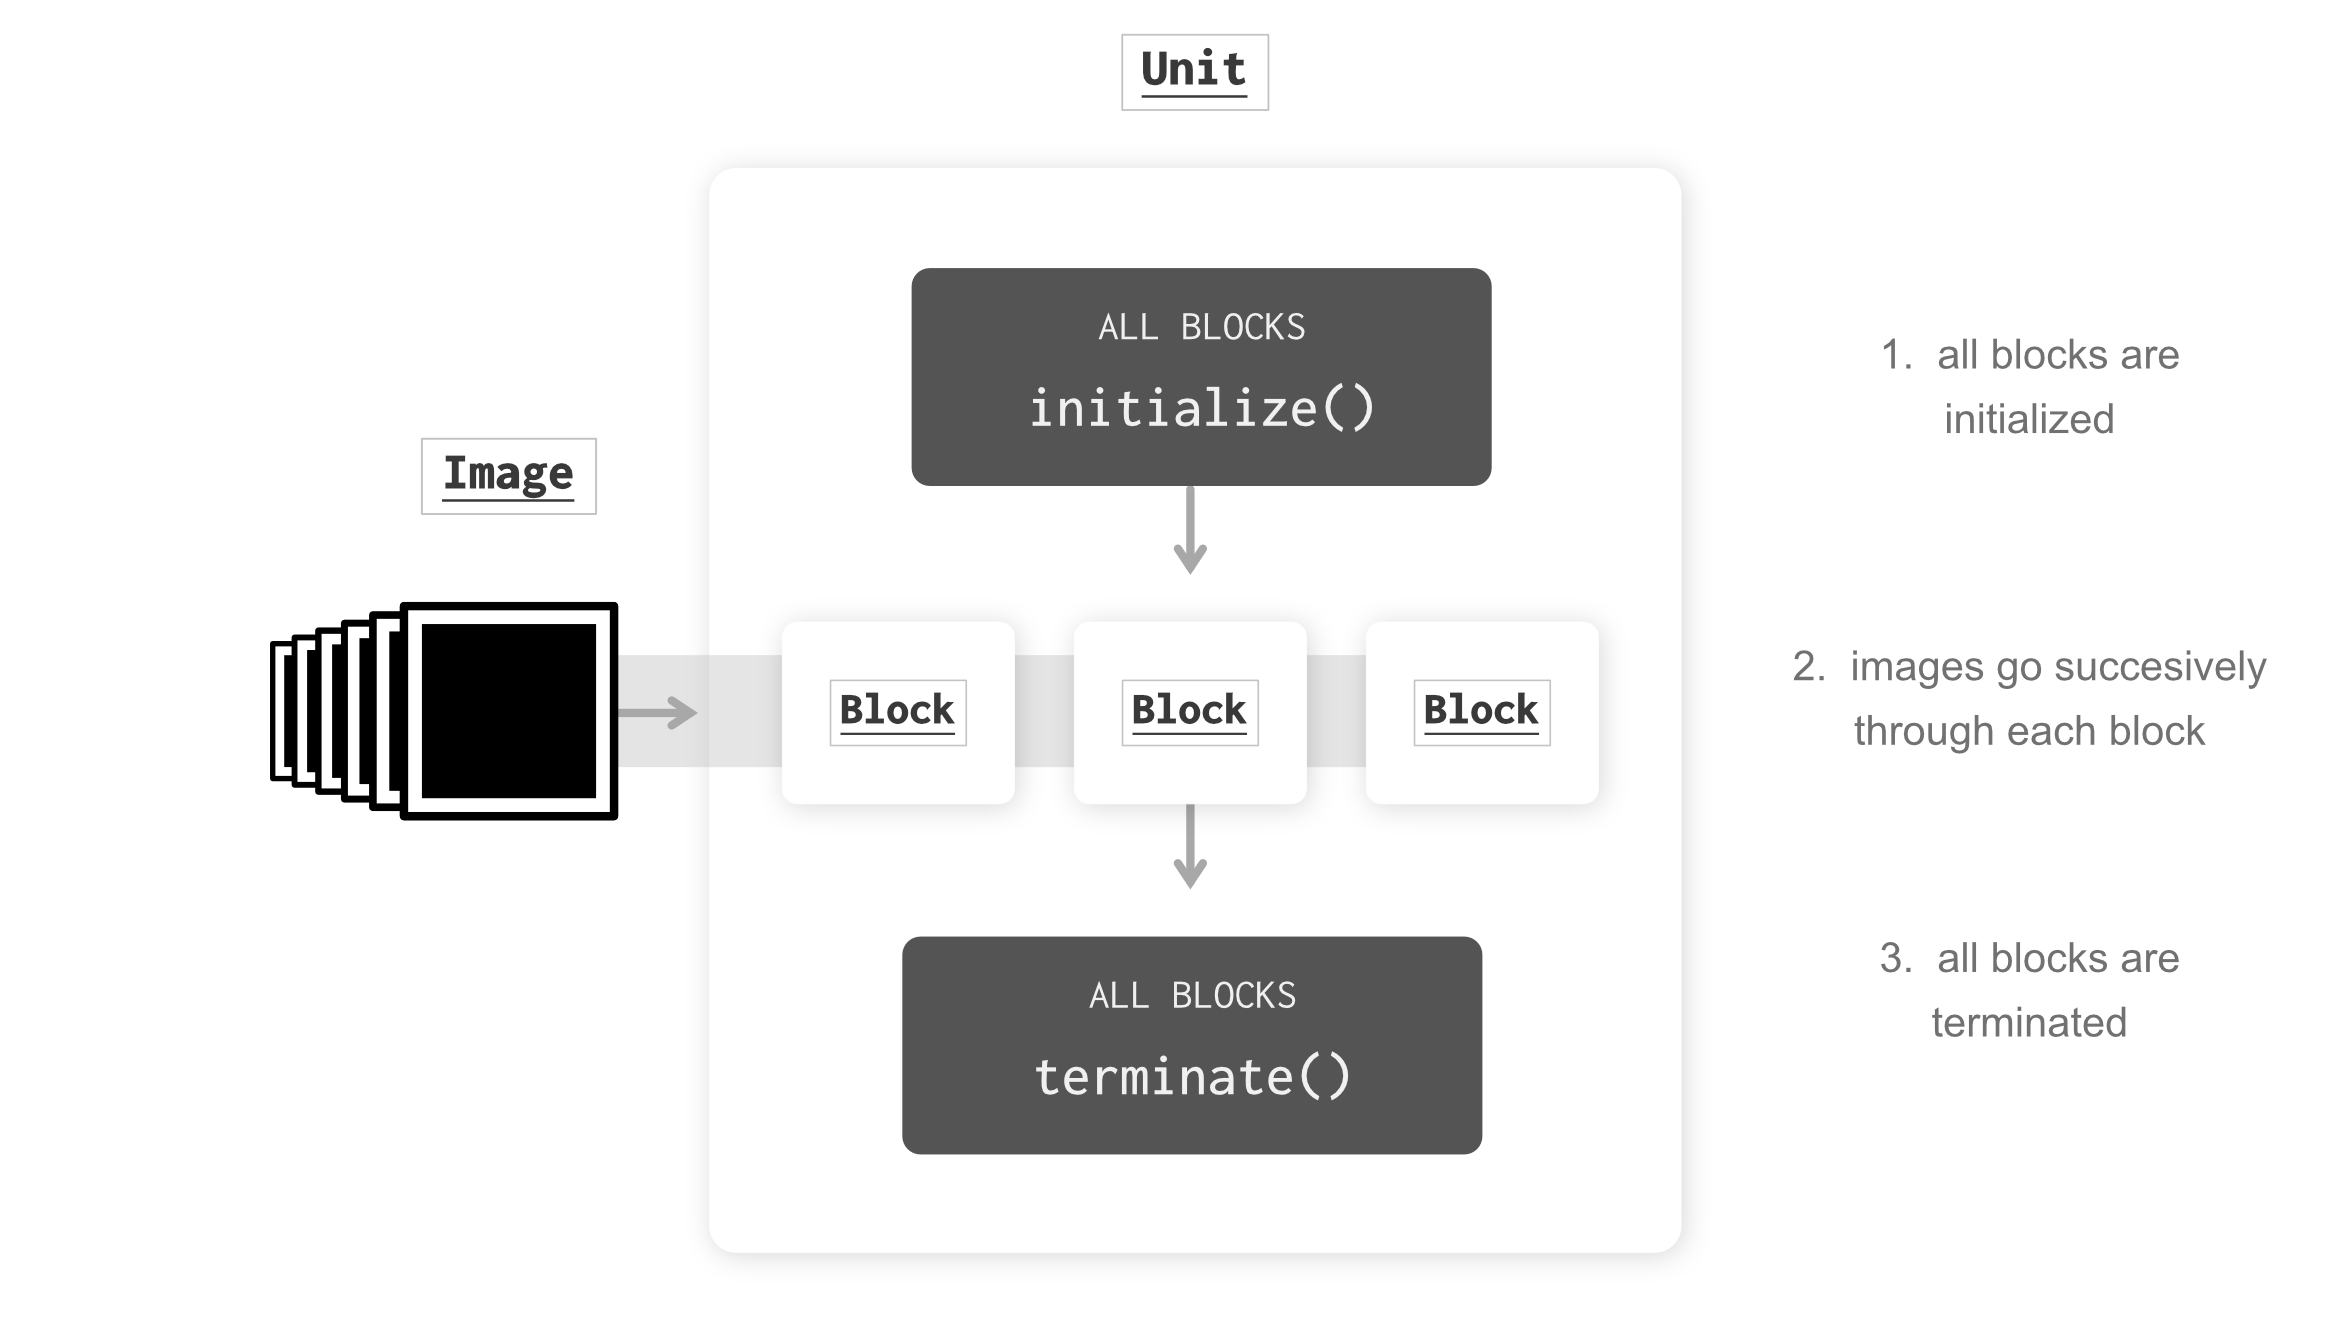 Unit
ALL BLOCKS
initialize()
1. all blocks are
initialized
Image
Block
Block
Block
2. images go succesively
through each block
ALL BLOCKS
terminate()
3. all blocks are
terminated